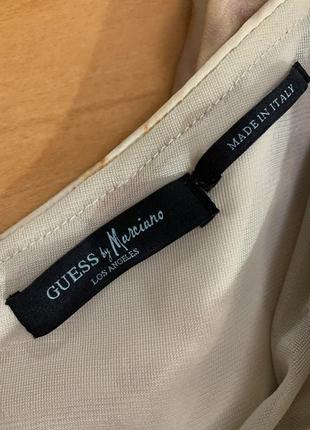 MADE IN ITALY
GUESS by Marciano
LOS ANGELES